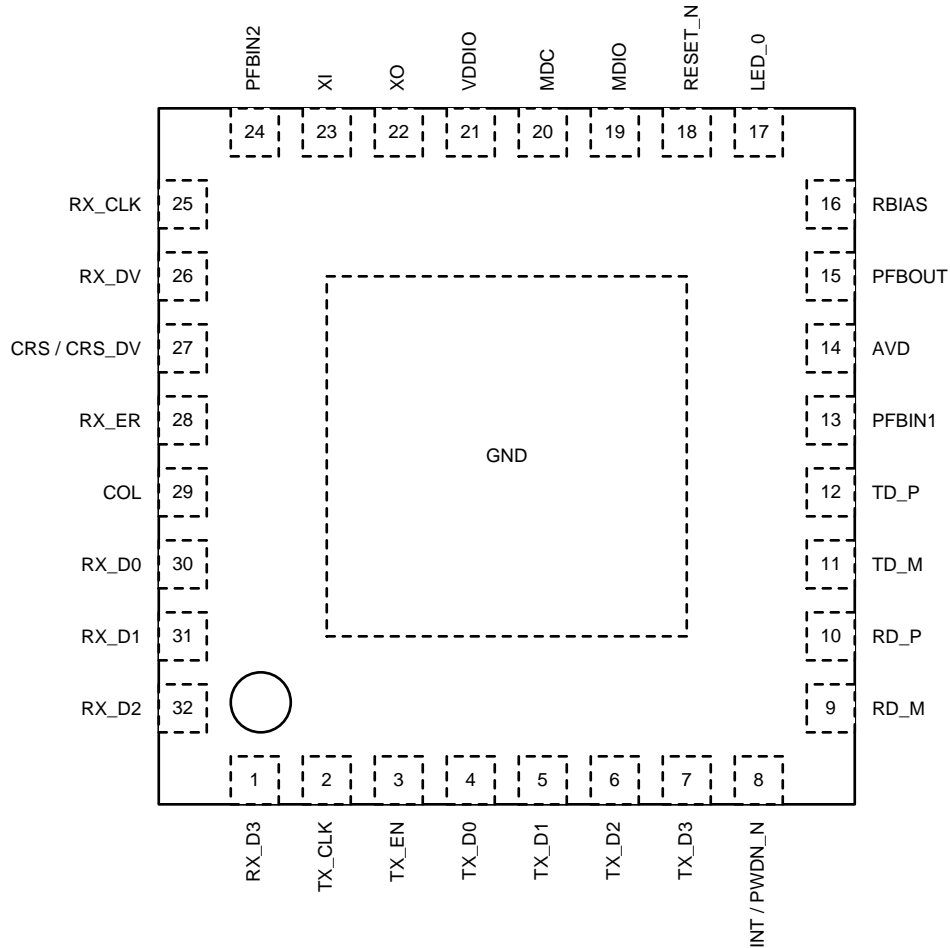 PFBIN2
XI
XO
VDDIO
MDC
MDIO
RESET_N
LED_0
24
23
22
21
20
19
18
17
RX_CLK 25
16 RBIAS
RX_DV 26
15 PFBOUT
CRS / CRS_DV 27
14 AVD
RX_ER 28
13 PFBIN1
GND
COL 29
12 TD_P
RX_D0 30
11 TD_M
RX_D1 31
10 RD_P
RX_D2 32
9 RD_M
1
2
3
4
5
6
7
8
RX_D3
TX_CLK
TX_EN
TX_D0
TX_D1
TX_D2
TX_D3
INT / PWDN_N